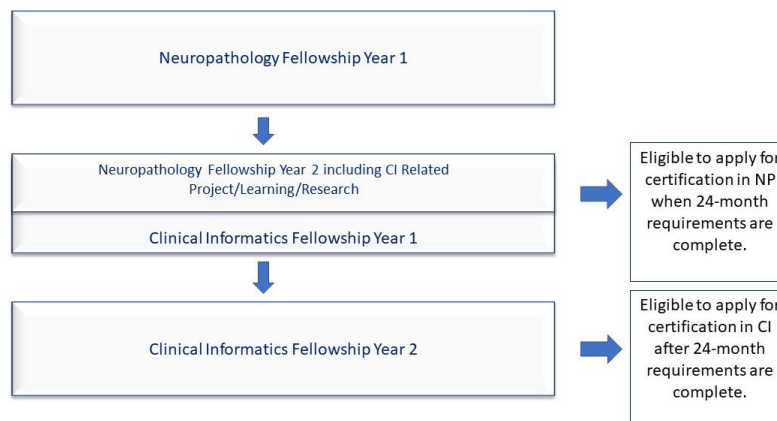 Neuropathology Fellowship Year 1
Neuropathology Fellowship Year 2 including CI Related
Project/Learning/Research
Clinical Informatics Fellowship Year 1
Eligible to apply for
certification in NP
when 24-month
requirements are
complete.
Clinical Informatics Fellowship Year 2
Eligible to apply for
certification in CI
after 24-month
requirements are
complete.